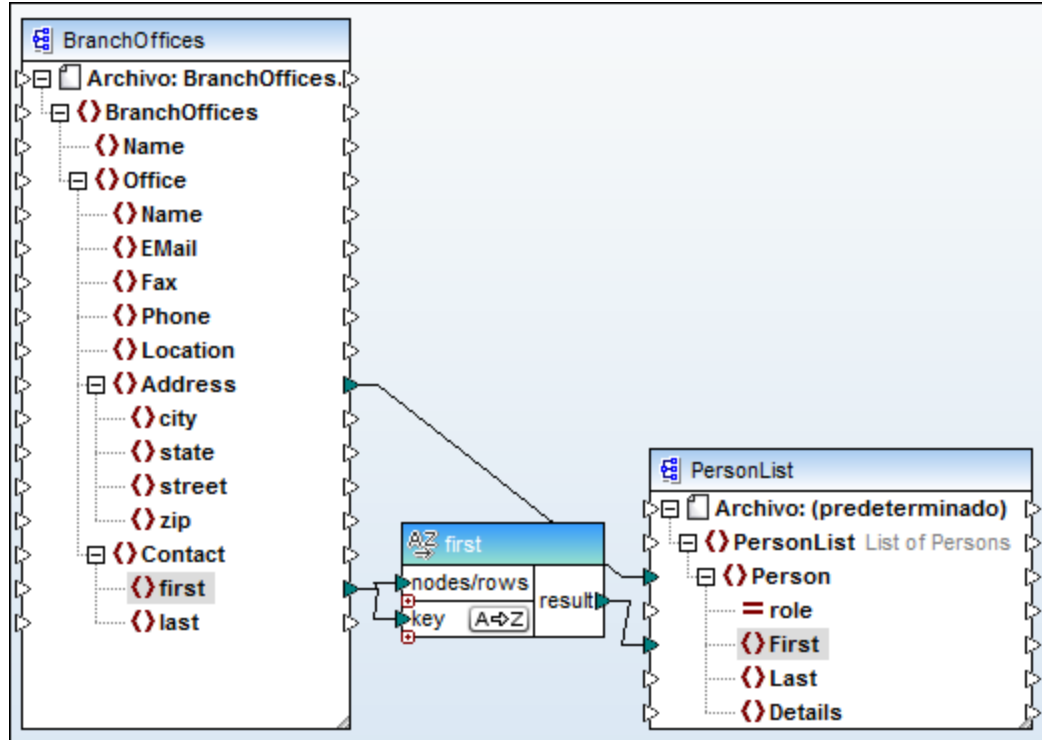 BranchOffices
Archivo: BranchOffices.
BranchOffices
Name
Office
Name
EMail
Fax
Phone
Location
Address
city
state
street
zip
Contact
first
last
first
nodes/rows
key A⇨Z
result
PersonList
Archivo: (predeterminado)
PersonList List of Persons
Person
role
First
Last
Details